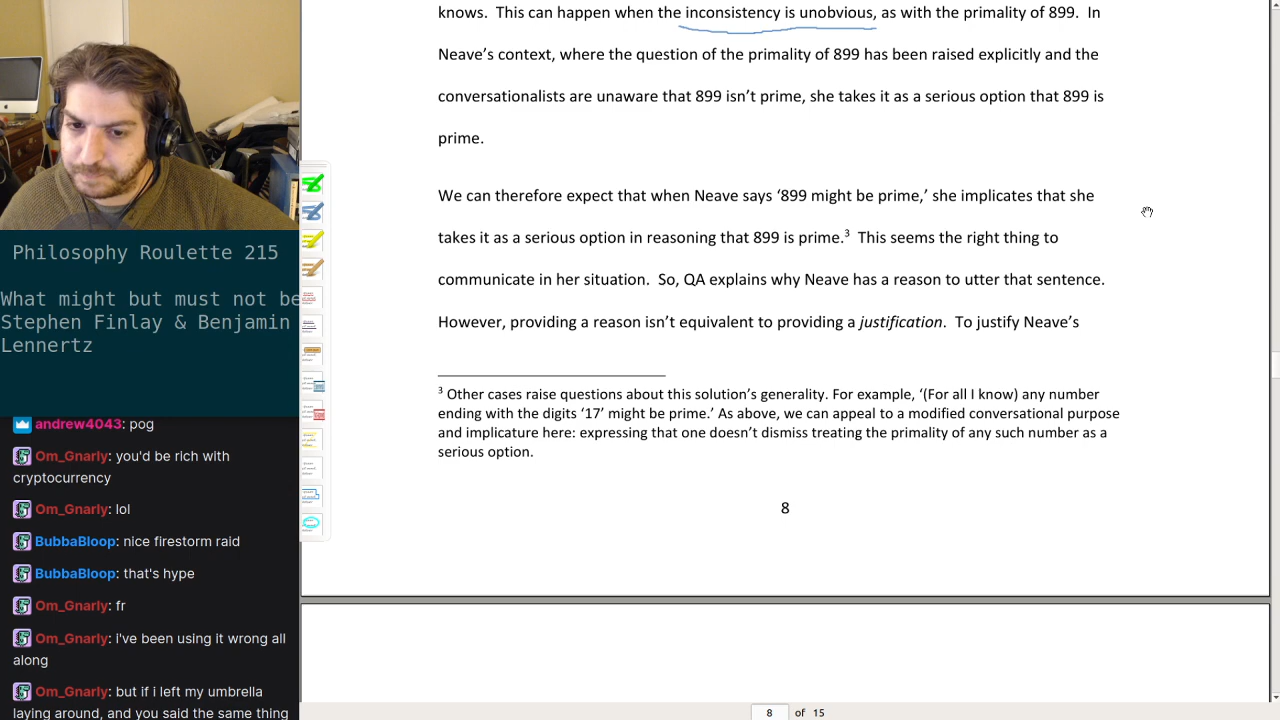 knows. This can happen when the inconsistency is unobvious, as with the primality of 899. In
Neave's context, where the question of the primality of 899 has been raised explicitly and the
conversationalists are unaware that 899 isn't prime, she takes it as a serious option that 899 is
prime.
We can therefore expect that when Neave says ‘899 might be prime,’ she implicates that she
takes it as a serious option in reasoning that 899 is prime.³ This seems the right thing to
communicate in her situation. So, QA explains why Neave has a reason to utter that sentence.
However, providing a reason isn't equivalent to providing a justification. To justify Neave's
³ Other cases raise questions about this solution's generality. For example, ‘(For all I know) any number
ending with the digits ‘17’ might be prime.’ As above, we can appeal to a modified conversational purpose
and implicature here: expressing that one doesn't dismiss treating the primality of any such number as a
serious option.
8
8 of 15
Philosophy Roulette 215
What might but must not be
Stephen Finlay & Benjamin
Lennertz
andrew4043: pog
Om_Gnarly: you'd be rich with
cryptocurrency
Om_Gnarly: lol
BubbaBloop: nice firestorm raid
BubbaBloop: that's hype
Om_Gnarly: fr
Om_Gnarly: i've been using it wrong all
along
Om_Gnarly: but if i left my umbrella
laying around, and you said the same thing